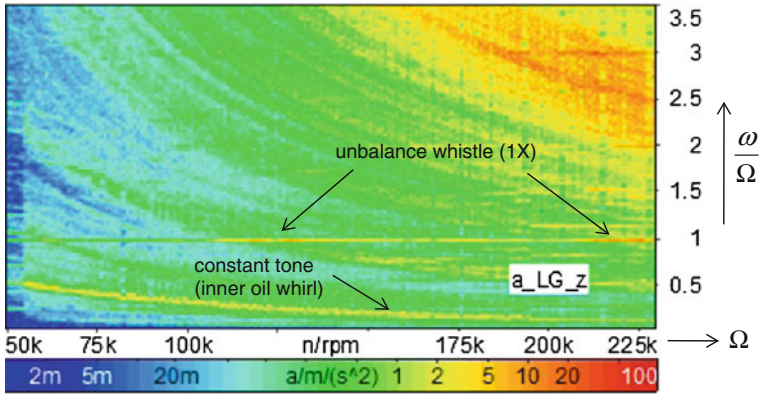 3.5
3
2.5
2
1.5
1
0.5
ω/Ω
unbalance whistle (1X)
constant tone
(inner oil whirl)
a_LG_z
50k 75k 100k n/rpm 175k 200k 225k Ω
2m 5m 20m a/m/(s^2) 1 2 5 10 20 100